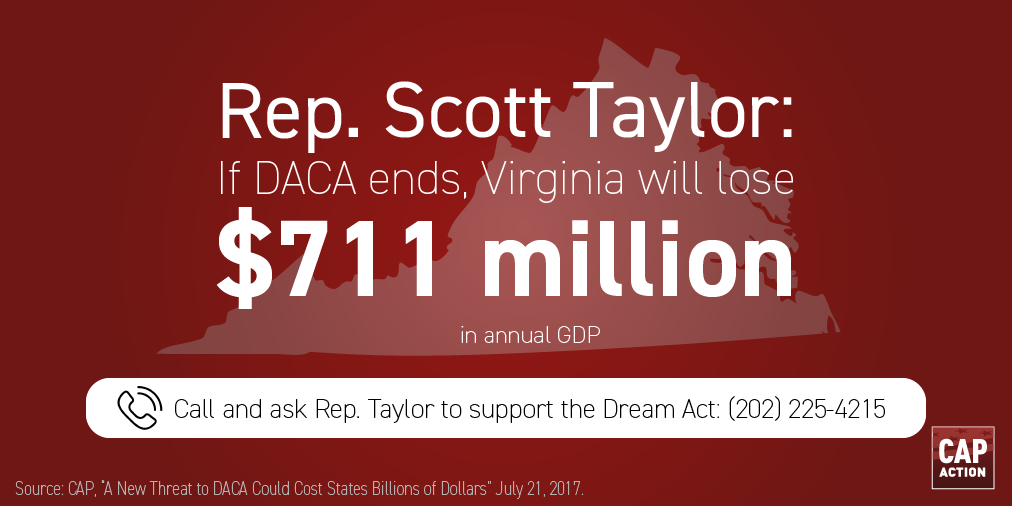 Rep. Scott Taylor:
If DACA ends, Virginia will lose
$711 million
in annual GDP
Call and ask Rep. Taylor to support the Dream Act: (202) 225-4215
CAP
ACTION
Source: CAP, "A New Threat to DACA Could Cost States Billions of Dollars" July 21, 2017.